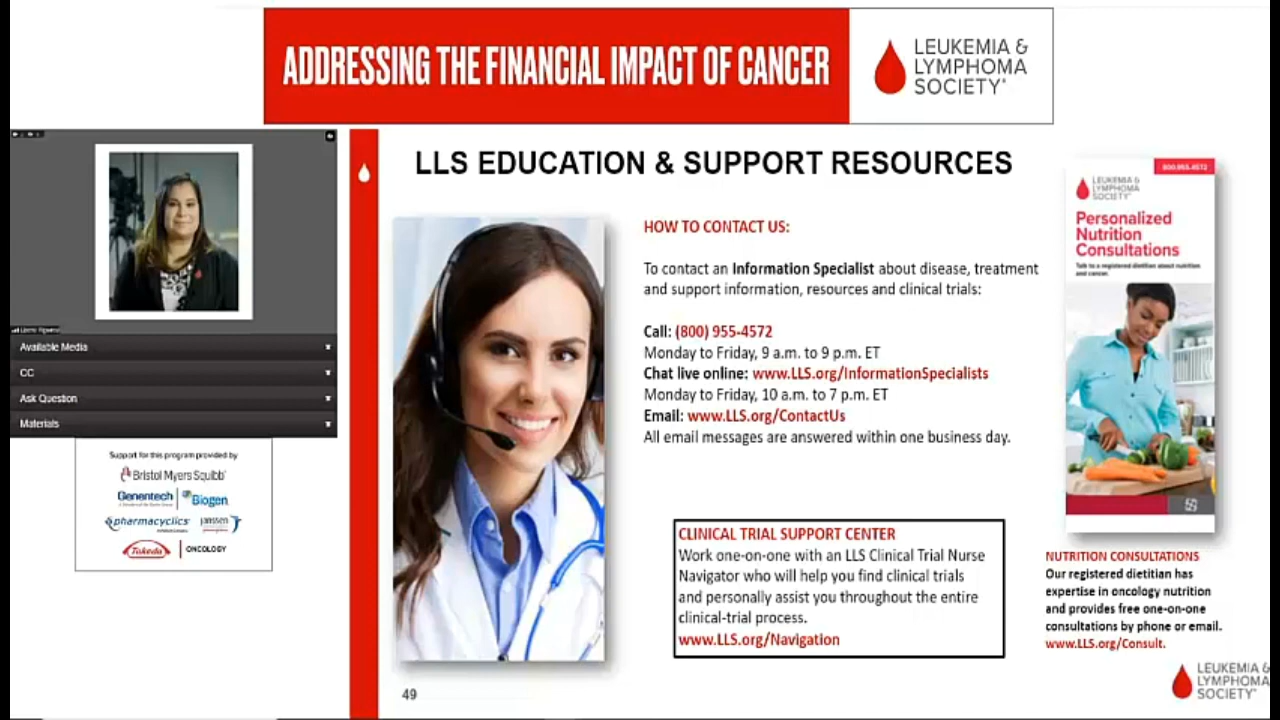 ADDRESSING THE FINANCIAL IMPACT OF CANCER
LEUKEMIA &
LYMPHOMA
SOCIETY®
Available Media
CC
Ask Question
Materials
Support for this program provided by
Bristol Myers Squibb
Genentech
Biogen
pharmacyclics
janssen
Takeda
ONCOLOGY
LLS EDUCATION & SUPPORT RESOURCES
HOW TO CONTACT US:
To contact an Information Specialist about disease, treatment
and support information, resources and clinical trials:
Call: (800) 955-4572
Monday to Friday, 9 a.m. to 9 p.m. ET
Chat live online: www.LLS.org/InformationSpecialists
Monday to Friday, 10 a.m. to 7 p.m. ET
Email: www.LLS.org/ContactUs
All email messages are answered within one business day.
CLINICAL TRIAL SUPPORT CENTER
Work one-on-one with an LLS Clinical Trial Nurse
Navigator who will help you find clinical trials
and personally assist you throughout the entire
clinical-trial process.
www.LLS.org/Navigation
49
800.955.4572
LEUKEMIA &
LYMPHOMA
SOCIETY®
Personalized
Nutrition
Consultations
Talk to a registered dietitian about nutrition
and cancer.
NUTRITION CONSULTATIONS
Our registered dietitian has
expertise in oncology nutrition
and provides free one-on-one
consultations by phone or email.
www.LLS.org/Consult.
LEUKEMIA &
LYMPHOMA
SOCIETY®